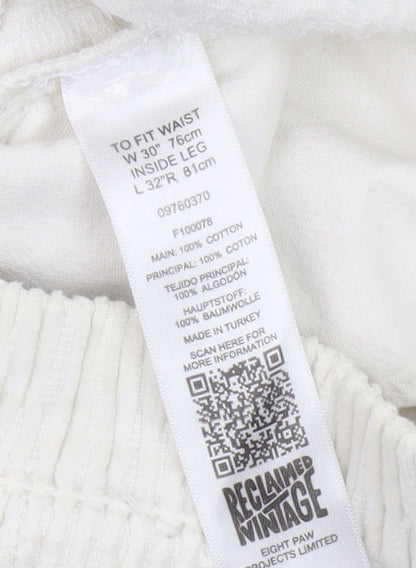 TO FIT WAIST
W 30" 76cm
INSIDE LEG
L 32"R 81cm
09760370
F100078
MAIN: 100% COTTON
PRINCIPAL: 100% COTON
TEJIDO PRINCIPAL:
100% ALGODÓN
HAUPTSTOFF:
100% BAUMWOLLE
MADE IN TURKEY
SCAN HERE FOR
MORE INFORMATION
RECLAIMED
VINTAGE
EIGHT PAW
PROJECTS LIMITED